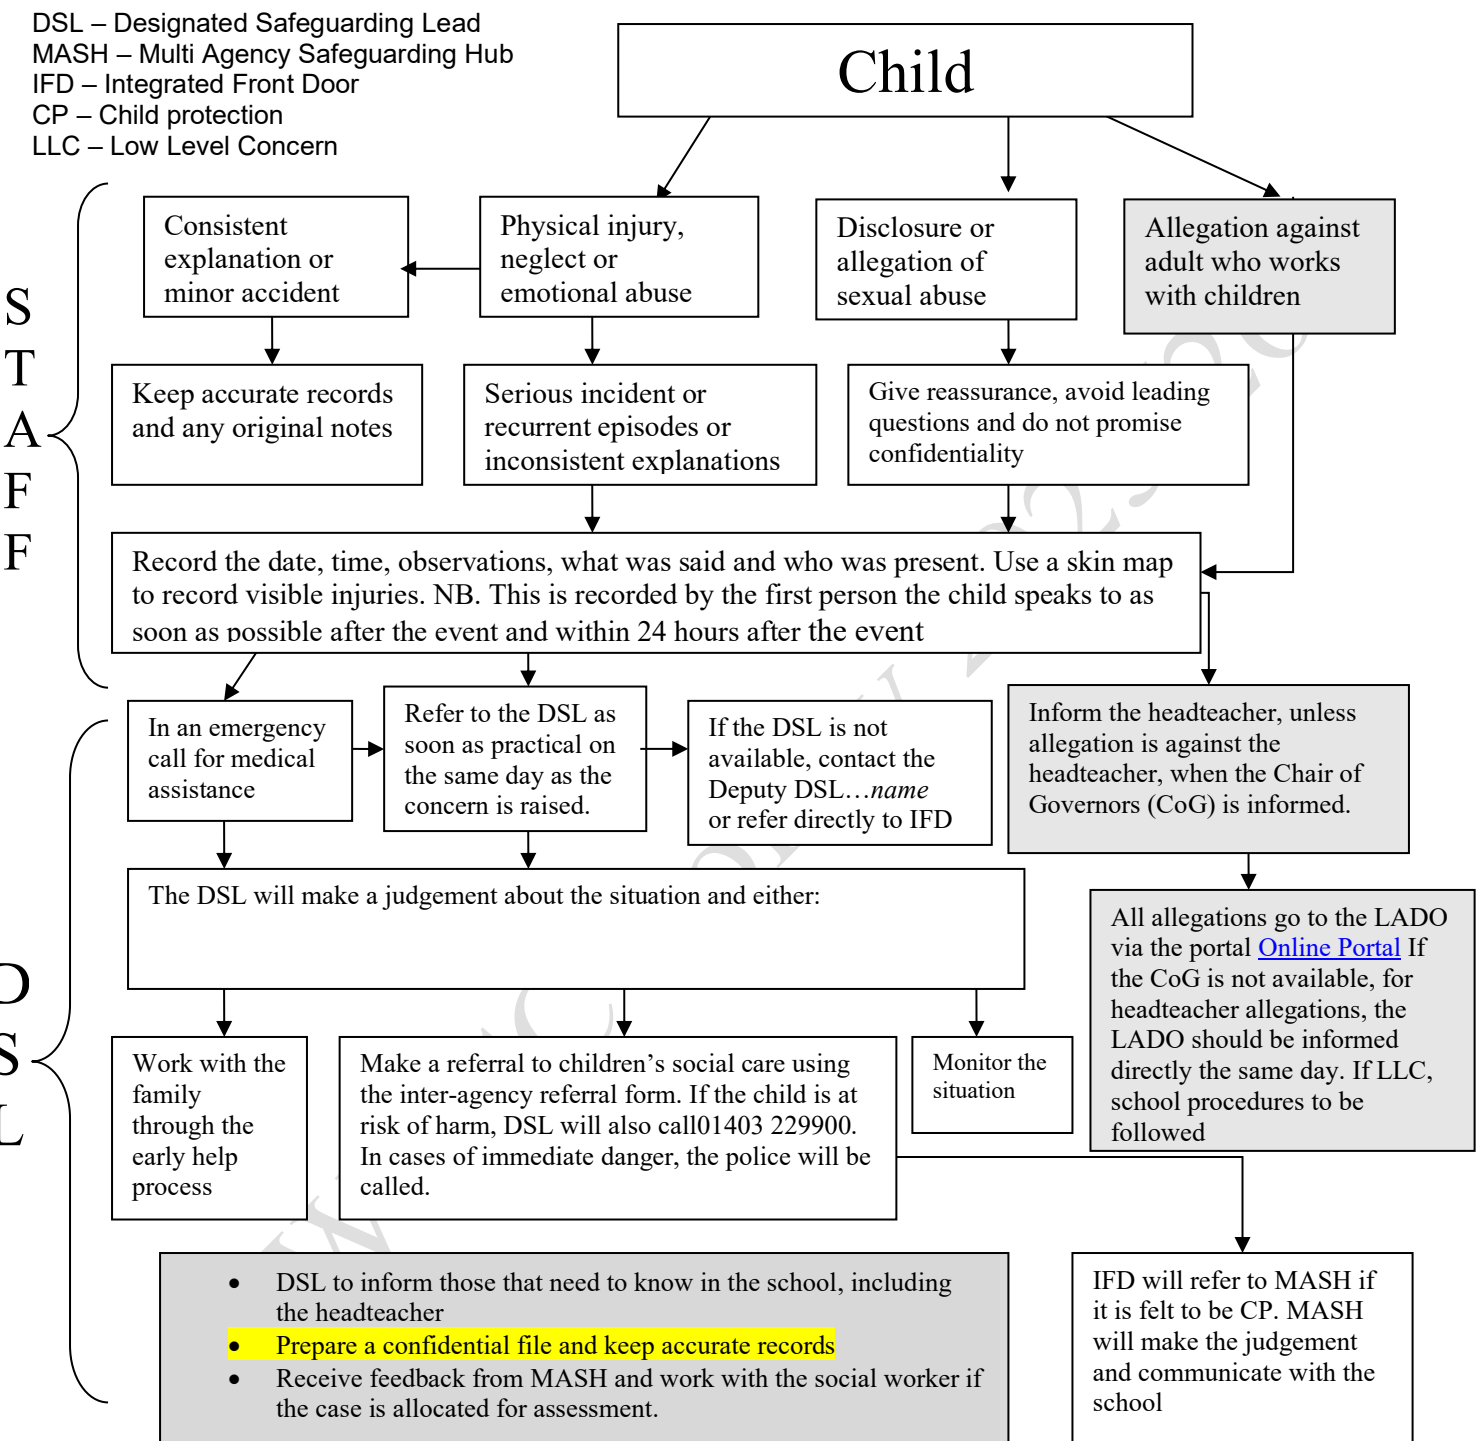 DSL – Designated Safeguarding Lead
MASH – Multi Agency Safeguarding Hub
IFD – Integrated Front Door
CP – Child protection
LLC – Low Level Concern
Child
S
T
A
F
F
Consistent
explanation or
minor accident
Physical injury,
neglect or
emotional abuse
Disclosure or
allegation of
sexual abuse
Allegation against
adult who works
with children
Keep accurate records
and any original notes
Serious incident or
recurrent episodes or
inconsistent explanations
Give reassurance, avoid leading
questions and do not promise
confidentiality
Record the date, time, observations, what was said and who was present. Use a skin map
to record visible injuries. NB. This is recorded by the first person the child speaks to as
soon as possible after the event and within 24 hours after the event
D
S
L
In an emergency
call for medical
assistance
Refer to the DSL as
soon as practical on
the same day as the
concern is raised.
If the DSL is not
available, contact the
Deputy DSL…name
or refer directly to IFD
Inform the headteacher, unless
allegation is against the
headteacher, when the Chair of
Governors (CoG) is informed.
The DSL will make a judgement about the situation and either:
All allegations go to the LADO
via the portal Online Portal If
the CoG is not available, for
headteacher allegations, the
LADO should be informed
directly the same day. If LLC,
school procedures to be
followed
Work with the
family
through the
early help
process
Make a referral to children’s social care using
the inter-agency referral form. If the child is at
risk of harm, DSL will also call01403 229900.
In cases of immediate danger, the police will be
called.
Monitor the
situation
• DSL to inform those that need to know in the school, including
the headteacher
• Prepare a confidential file and keep accurate records
• Receive feedback from MASH and work with the social worker if
the case is allocated for assessment.
IFD will refer to MASH if
it is felt to be CP. MASH
will make the judgement
and communicate with the
school